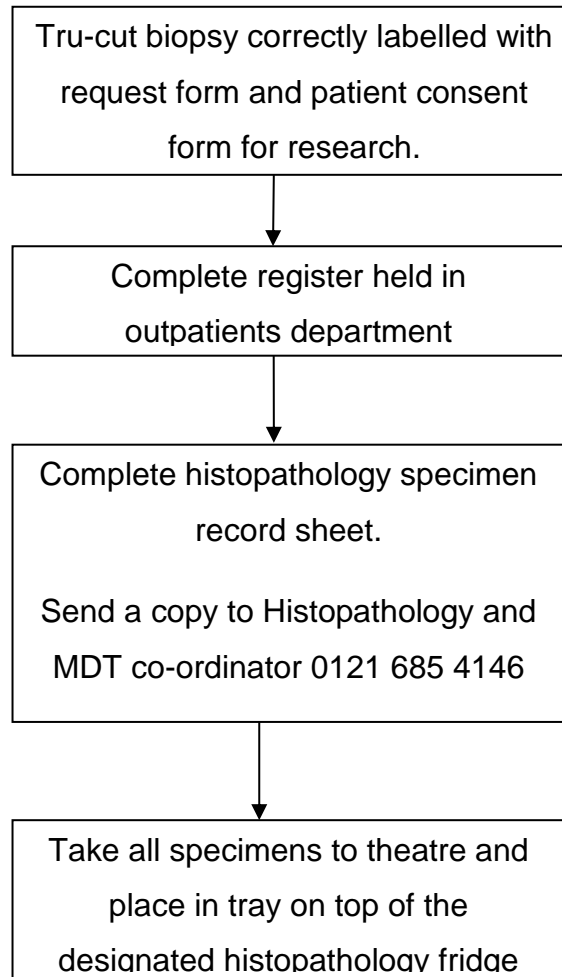 Tru-cut biopsy correctly labelled with
request form and patient consent
form for research.
Complete register held in
outpatients department
Complete histopathology specimen
record sheet.
Send a copy to Histopathology and
MDT co-ordinator 0121 685 4146
Take all specimens to theatre and
place in tray on top of the
designated histopathology fridge